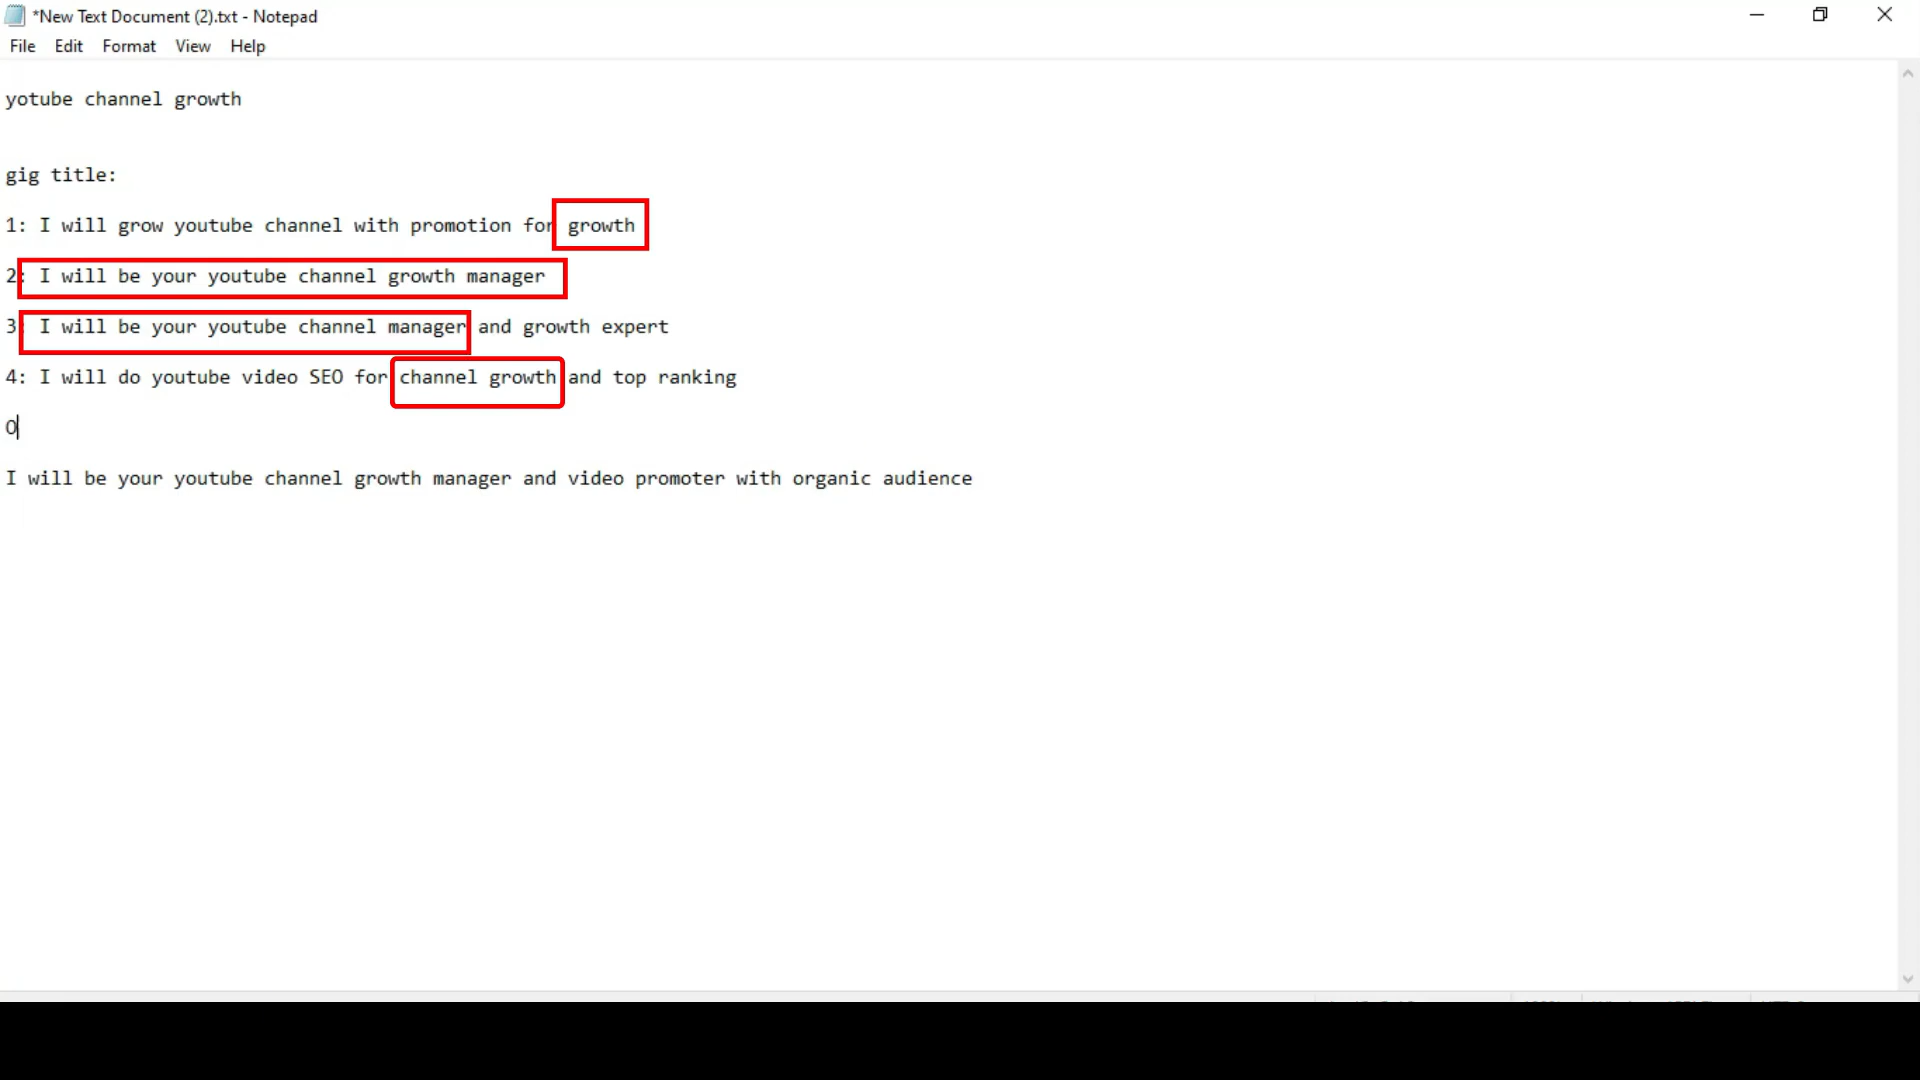 *New Text Document (2).txt - Notepad
File Edit Format View Help
yotube channel growth
gig title:
1: I will grow youtube channel with promotion for growth
2: I will be your youtube channel growth manager
3: I will be your youtube channel manager and growth expert
4: I will do youtube video SEO for channel growth and top ranking
O
I will be your youtube channel growth manager and video promoter with organic audience